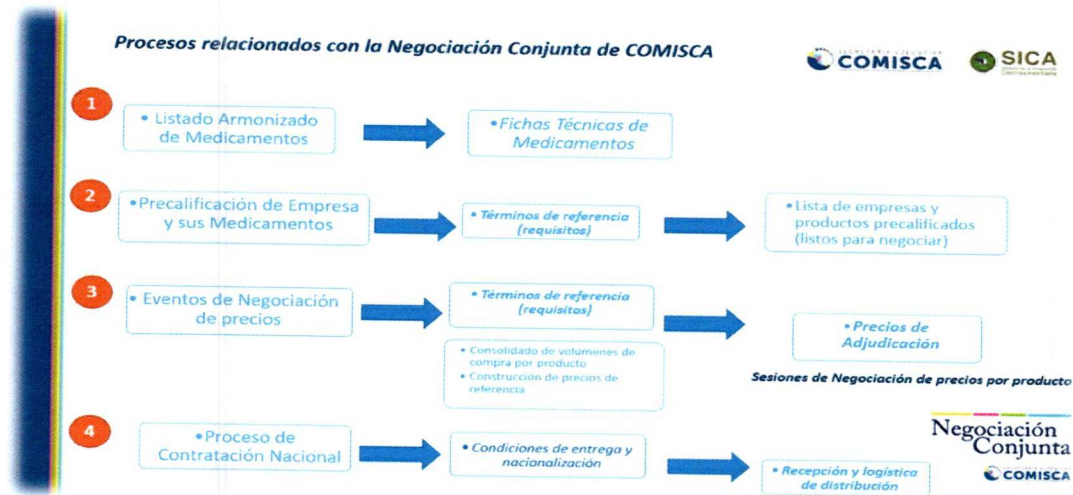 Procesos relacionados con la Negociación Conjunta de COMISCA
SECRETARÍA EJECUTIVA
COMISCA
SICA
1
• Listado Armonizado
de Medicamentos
• Fichas Técnicas de
Medicamentos
2
• Precalificación de Empresa
y sus Medicamentos
• Términos de referencia
(requisitos)
• Lista de empresas y
productos precalificados
(listos para negociar)
3
• Eventos de Negociación
de precios
• Términos de referencia
(requisitos)
• Consolidado de volúmenes de
compra por producto
• Construcción de precios de
referencia
• Precios de
Adjudicación
Sesiones de Negociación de precios por producto
4
• Proceso de
Contratación Nacional
• Condiciones de entrega y
nacionalización
• Recepción y logística
de distribución
Negociación
Conjunta
COMISCA